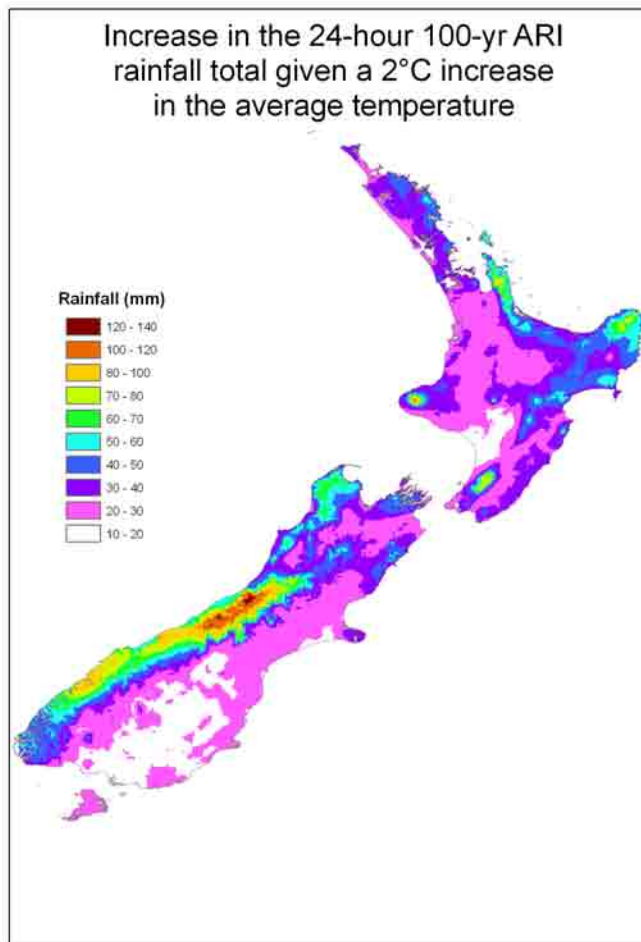 Increase in the 24-hour 100-yr ARI
rainfall total given a 2°C increase
in the average temperature
Rainfall (mm)
120 - 140
100 - 120
80 - 100
70 - 80
60 - 70
50 - 60
40 - 50
30 - 40
20 - 30
10 - 20